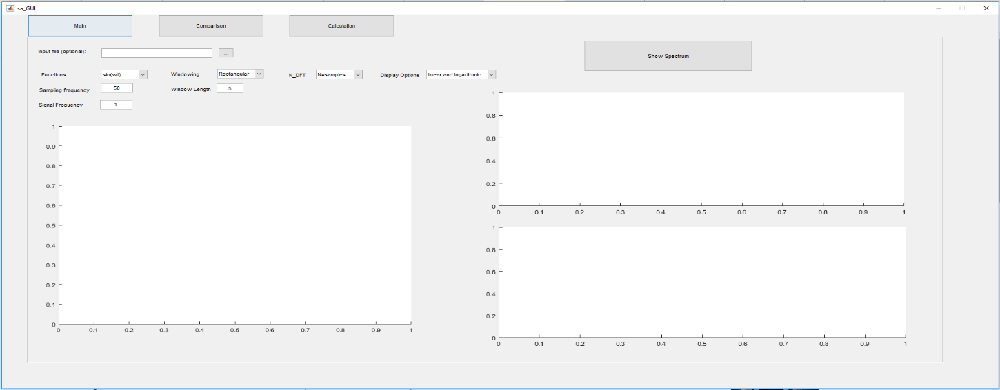 sa_GUI
Main Comparison Calculation
Input file (optional): ...
Show Spectrum
Functions sin(wt) Windowing Rectangular N_DFT N=samples Display Options linear and logarithmic
Sampling frequency 50 Window Length 5
Signal Frequency 1
1
0.9
0.8
0.7
0.6
0.5
0.4
0.3
0.2
0.1
0
0 0.1 0.2 0.3 0.4 0.5 0.6 0.7 0.8 0.9 1
1
0.8
0.6
0.4
0.2
0
0 0.1 0.2 0.3 0.4 0.5 0.6 0.7 0.8 0.9 1
1
0.8
0.6
0.4
0.2
0
0 0.1 0.2 0.3 0.4 0.5 0.6 0.7 0.8 0.9 1